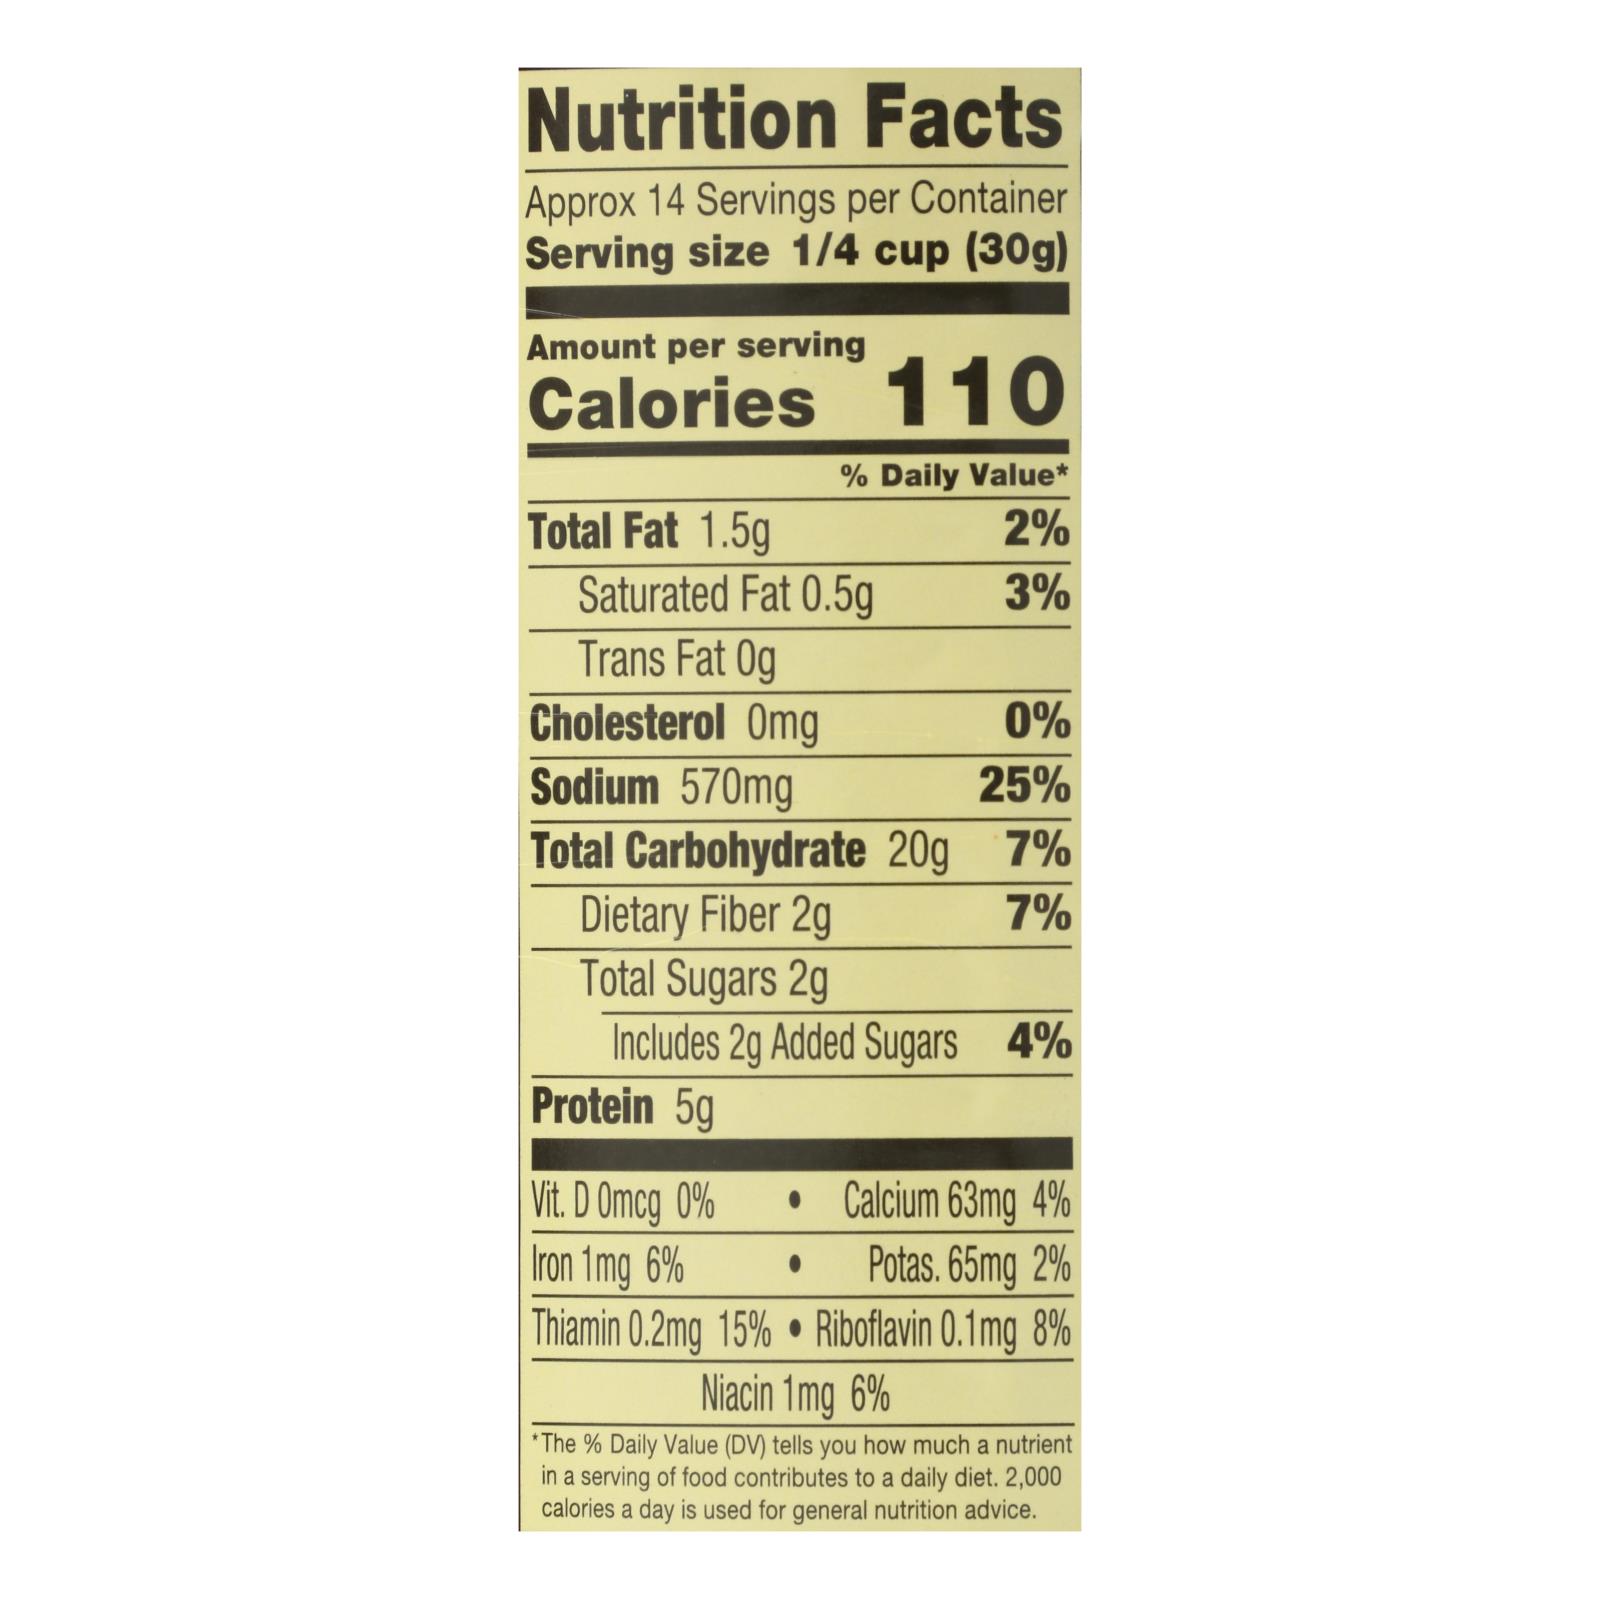 Nutrition Facts
Approx 14 Servings per Container
Serving size 1/4 cup (30g)
Amount per serving
Calories 110
% Daily Value*
Total Fat 1.5g 2%
Saturated Fat 0.5g 3%
Trans Fat 0g
Cholesterol 0mg 0%
Sodium 570mg 25%
Total Carbohydrate 20g 7%
Dietary Fiber 2g 7%
Total Sugars 2g
Includes 2g Added Sugars 4%
Protein 5g
Vit. D 0mcg 0% • Calcium 63mg 4%
Iron 1mg 6% • Potas. 65mg 2%
Thiamin 0.2mg 15% • Riboflavin 0.1mg 8%
Niacin 1mg 6%
*The % Daily Value (DV) tells you how much a nutrient
in a serving of food contributes to a daily diet. 2,000
calories a day is used for general nutrition advice.